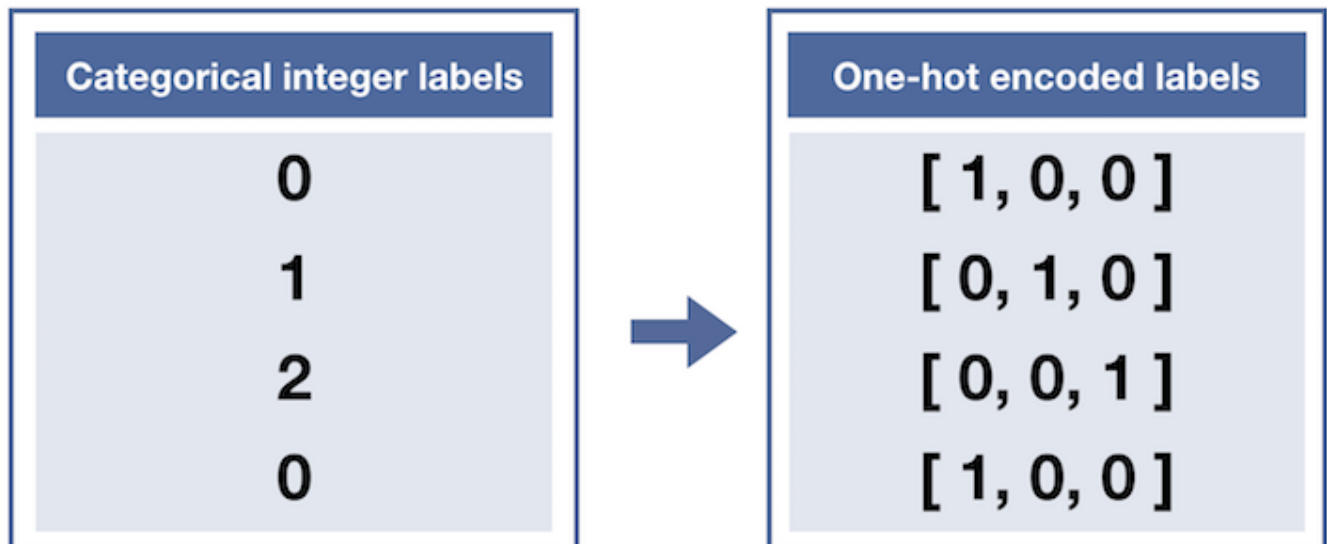 Categorical integer labels
0
1
2
0
One-hot encoded labels
[ 1, 0, 0 ]
[ 0, 1, 0 ]
[ 0, 0, 1 ]
[ 1, 0, 0 ]